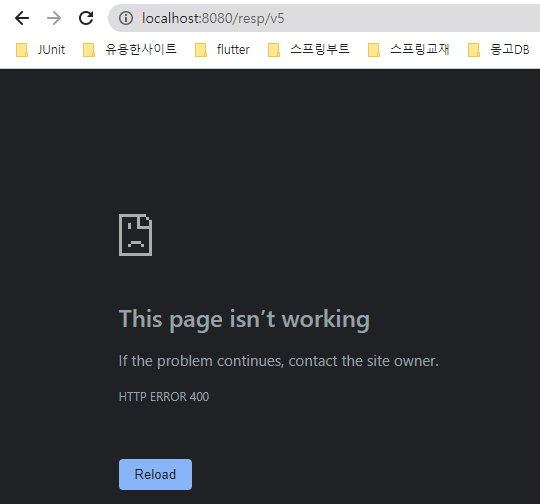 localhost:8080/resp/v5
JUnit 유용한사이트 flutter 스프링부트 스프링교재 몽고DB
This page isn't working
If the problem continues, contact the site owner.
HTTP ERROR 400
Reload